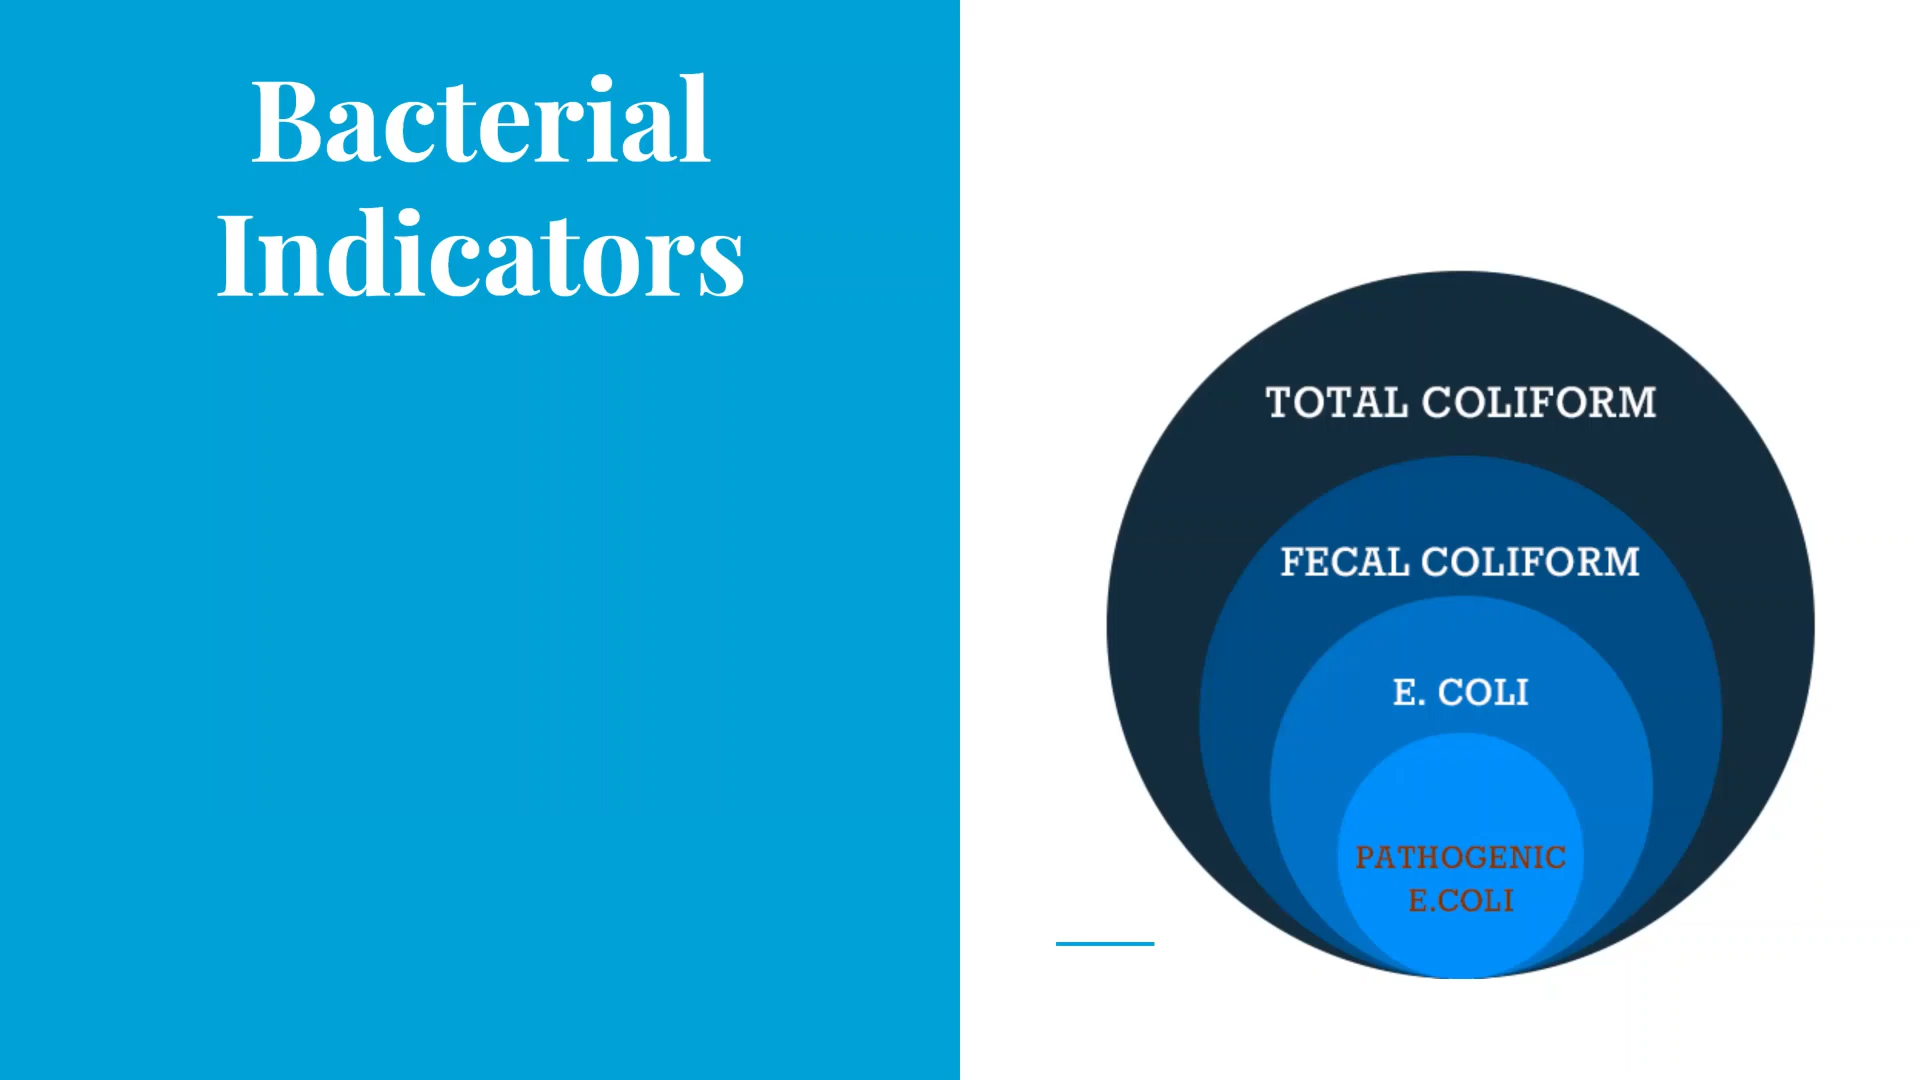 Bacterial
Indicators
TOTAL COLIFORM
FECAL COLIFORM
E. COLI
PATHOGENIC
E.COLI